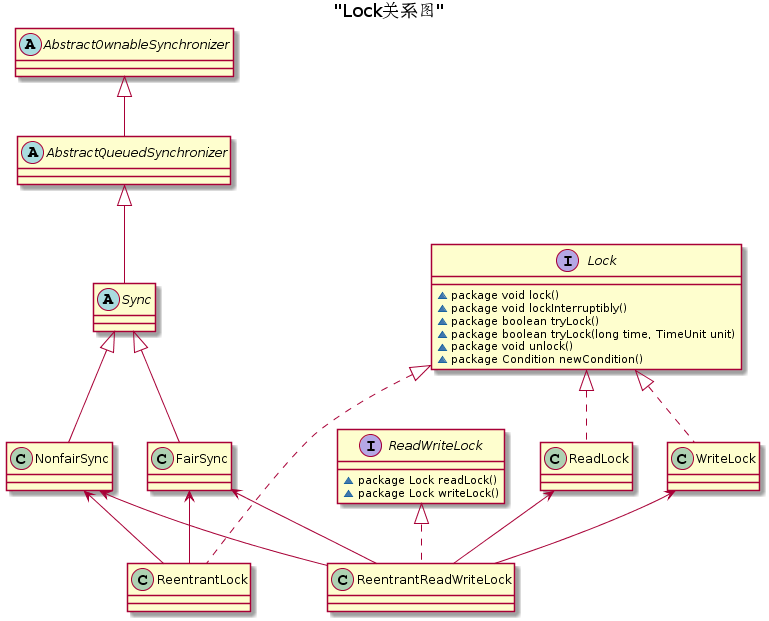 "Lock关系图"
A AbstractOwnableSynchronizer
A AbstractQueuedSynchronizer
A Sync
I Lock
package void lock()
package void lockInterruptibly()
package boolean tryLock()
package boolean tryLock(long time, TimeUnit unit)
package void unlock()
package Condition newCondition()
C NonfairSync
C FairSync
I ReadWriteLock
package Lock readLock()
package Lock writeLock()
C ReadLock
C WriteLock
C ReentrantLock
C ReentrantReadWriteLock